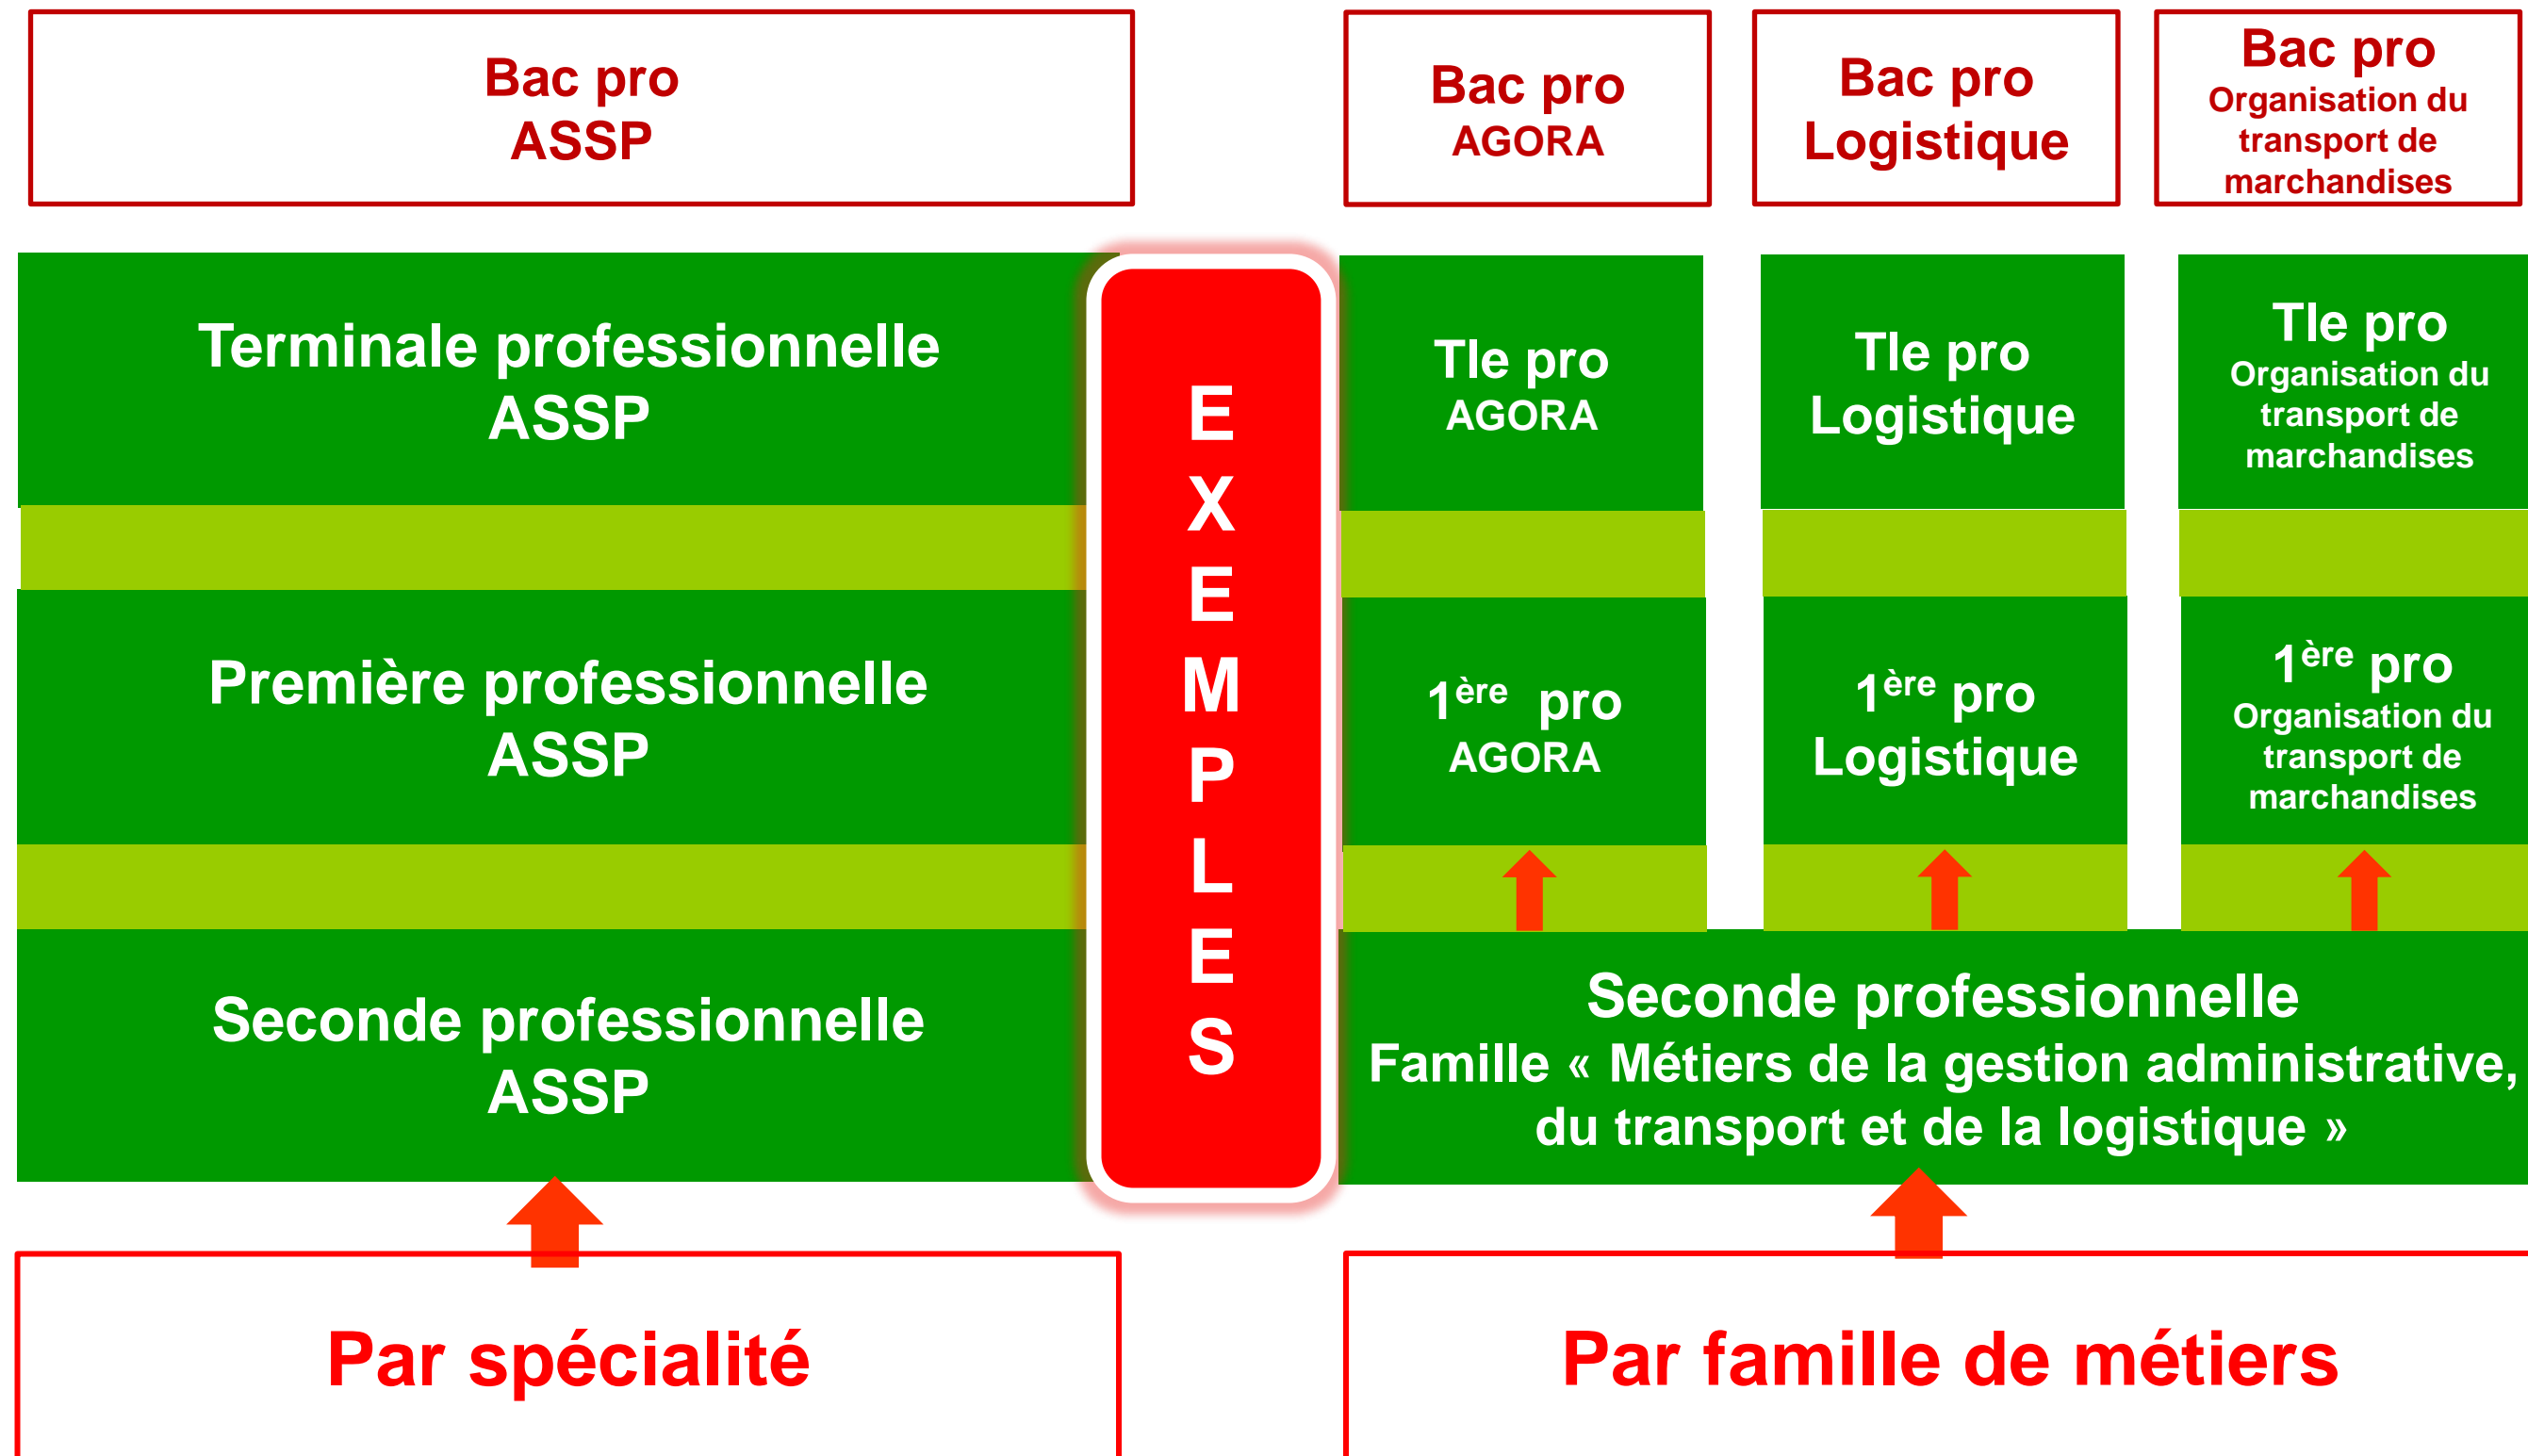 Bac pro
ASSP
Bac pro
AGORA
Bac pro
Logistique
Bac pro
Organisation du
transport de
marchandises
Terminale professionnelle
ASSP
E
X
E
M
P
L
E
S
Tle pro
AGORA
Tle pro
Logistique
Tle pro
Organisation du
transport de
marchandises
Première professionnelle
ASSP
1ère pro
AGORA
1ère pro
Logistique
1ère pro
Organisation du
transport de
marchandises
Seconde professionnelle
ASSP
Seconde professionnelle
Famille « Métiers de la gestion administrative,
du transport et de la logistique »
Par spécialité
Par famille de métiers